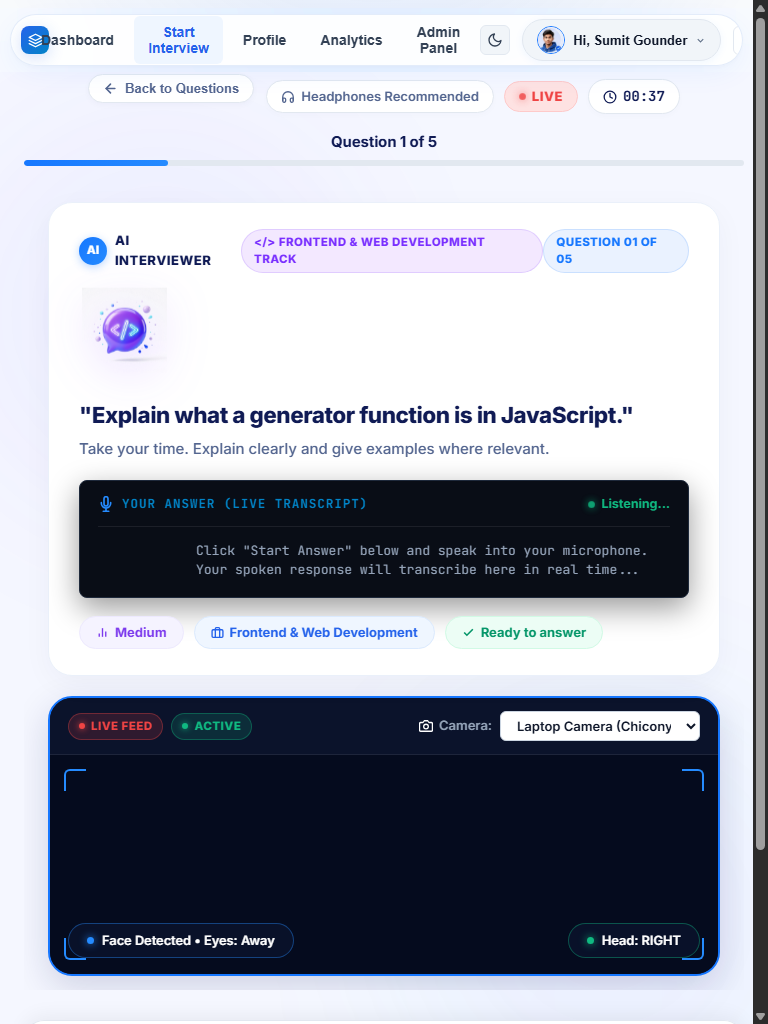 Dashboard
Start Interview
Profile
Analytics
Admin Panel
Hi, Sumit Gounder
Back to Questions
Headphones Recommended
LIVE
00:37
Question 1 of 5
AI
AI INTERVIEWER
</> FRONTEND & WEB DEVELOPMENT TRACK
QUESTION 01 OF 05
</>
"Explain what a generator function is in JavaScript."
Take your time. Explain clearly and give examples where relevant.
YOUR ANSWER (LIVE TRANSCRIPT)
Listening...
Click "Start Answer" below and speak into your microphone.
Your spoken response will transcribe here in real time...
Medium
Frontend & Web Development
Ready to answer
LIVE FEED
ACTIVE
Camera:
Laptop Camera (Chicony
Face Detected • Eyes: Away
Head: RIGHT